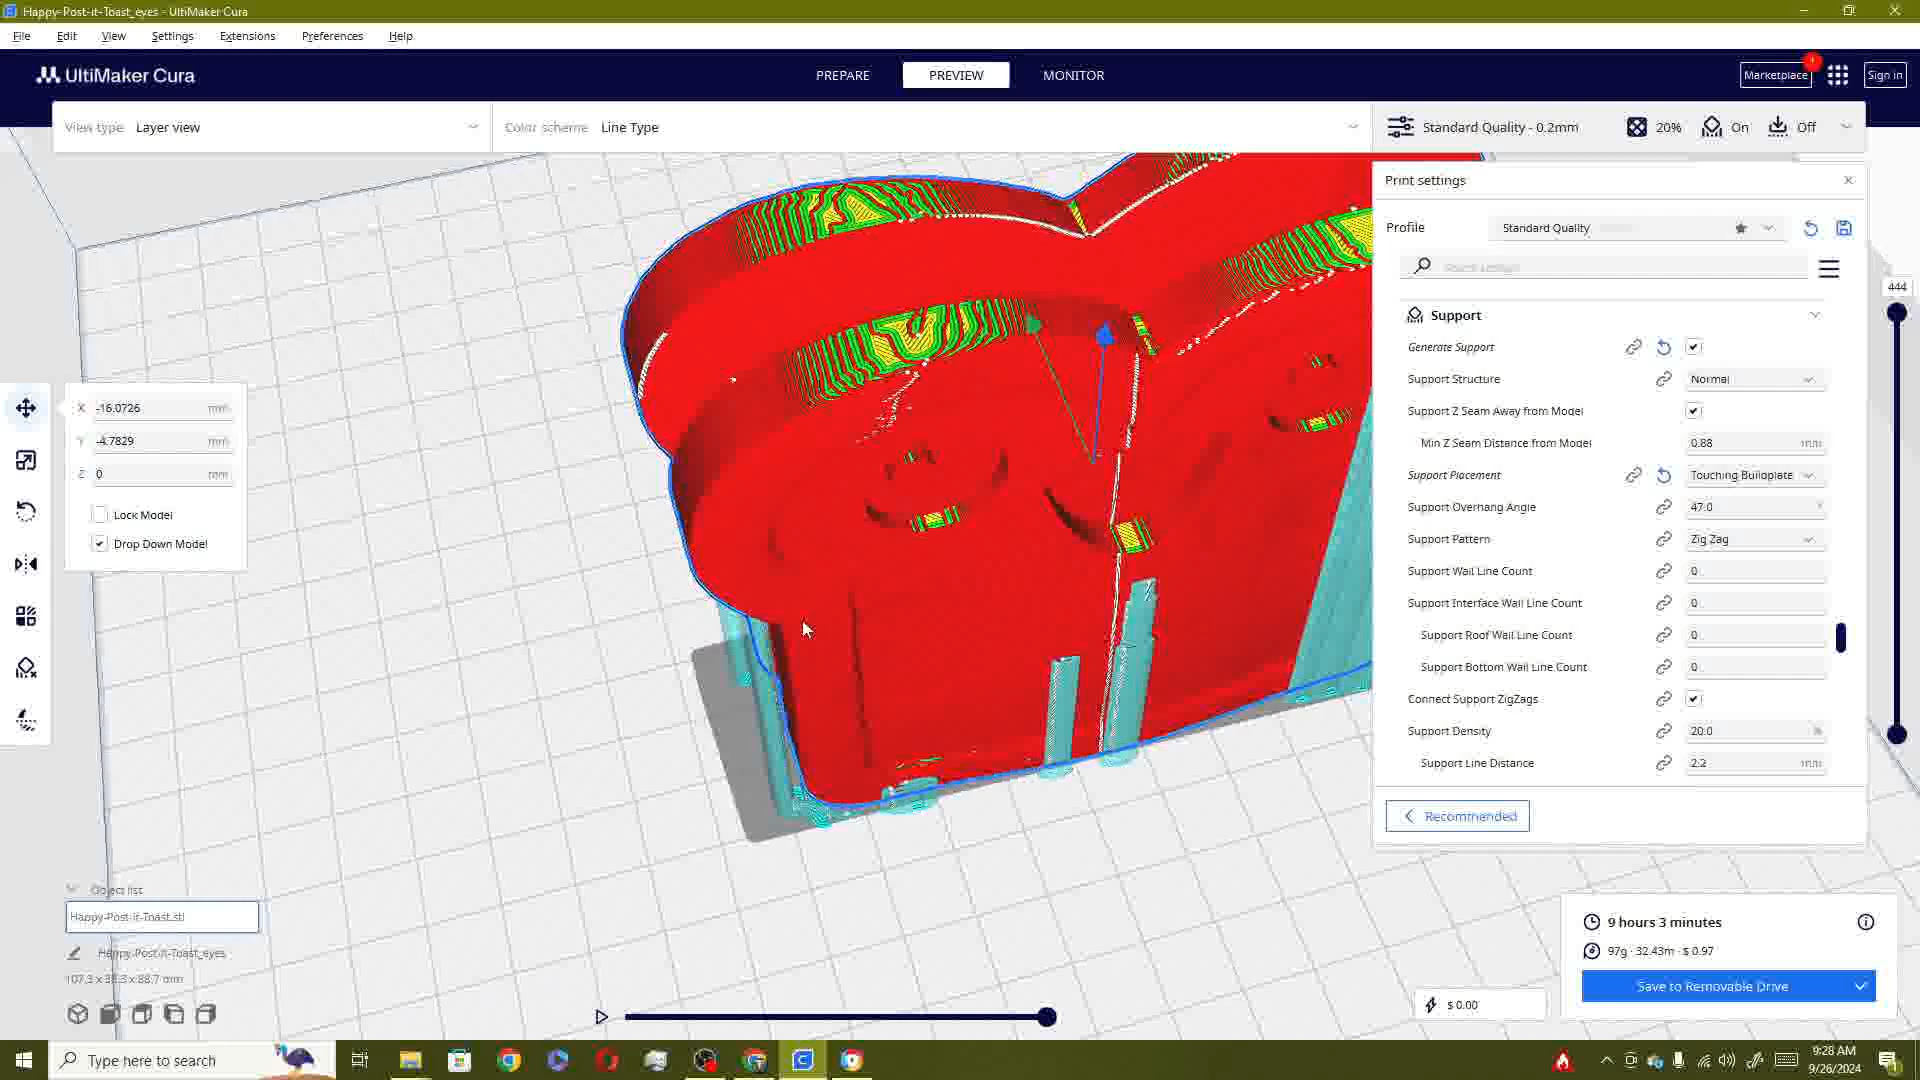 Happy-Post-it-Toast_eyes - UltiMaker Cura
File Edit View Settings Extensions Preferences Help
UltiMaker Cura
PREPARE PREVIEW MONITOR
Marketplace
Sign in
View type Layer view
Color scheme Line Type
Standard Quality - 0.2mm 20% On Off
Print settings
Profile Standard Quality
Search settings
444
Support
Generate Support
Support Structure Normal
Support Z Seam Away from Model
Min Z Seam Distance from Model 0.88 mm
Support Placement Touching Buildplate
Support Overhang Angle 47.0 °
Support Pattern Zig Zag
Support Wall Line Count 0
Support Interface Wall Line Count 0
Support Roof Wall Line Count 0
Support Bottom Wall Line Count 0
Connect Support ZigZags
Support Density 20.0 %
Support Line Distance 2.2 mm
Recommended
X -16.0726 mm
Y -4.7829 mm
Z 0 mm
Lock Model
Drop Down Model
Object list
Happy-Post-it-Toast.stl
Happy-Post-it-Toast_eyes
9 hours 3 minutes
97g · 32.43m · $ 0.97
Save to Removable Drive
$ 0.00
Type here to search
9:28 AM
9/26/2024